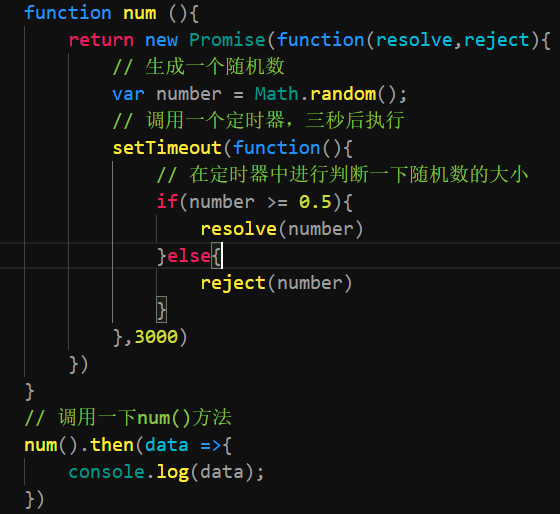 function num (){
return new Promise(function(resolve,reject){
// 生成一个随机数
var number = Math.random();
// 调用一个定时器，三秒后执行
setTimeout(function(){
// 在定时器中进行判断一下随机数的大小
if(number >= 0.5){
resolve(number)
}else{
reject(number)
}
},3000)
})
}
// 调用一下num()方法
num().then(data =>{
console.log(data);
})